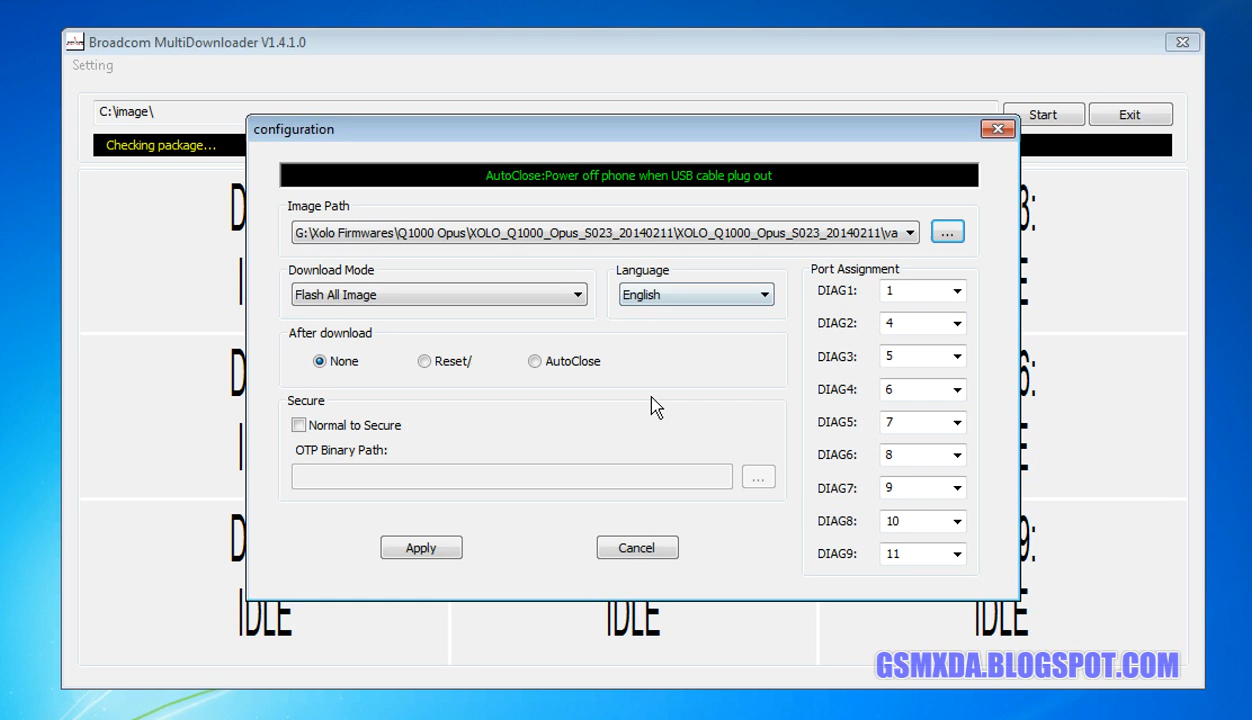 Broadcom MultiDownloader V1.4.1.0
Setting
C:\image\
Start
Exit
Checking package...
configuration
AutoClose:Power off phone when USB cable plug out
Image Path
G:\Xolo Firmwares\Q1000 Opus\XOLO_Q1000_Opus_S023_20140211\XOLO_Q1000_Opus_S023_20140211\va
...
Download Mode
Flash All Image
Language
English
After download
None
Reset/
AutoClose
Secure
Normal to Secure
OTP Binary Path:
...
Apply
Cancel
Port Assignment
DIAG1: 1
DIAG2: 4
DIAG3: 5
DIAG4: 6
DIAG5: 7
DIAG6: 8
DIAG7: 9
DIAG8: 10
DIAG9: 11
D
3:
D
6:
D
9:
IDLE
IDLE
IDLE
GSMXDA.BLOGSPOT.COM